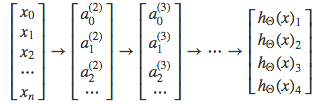 x0
x1
x2
⋯
xn
→
a0(2)
a1(2)
a2(2)
⋯
→
a0(3)
a1(3)
a2(3)
⋯
→ ⋯ →
hΘ(x)1
hΘ(x)2
hΘ(x)3
hΘ(x)4